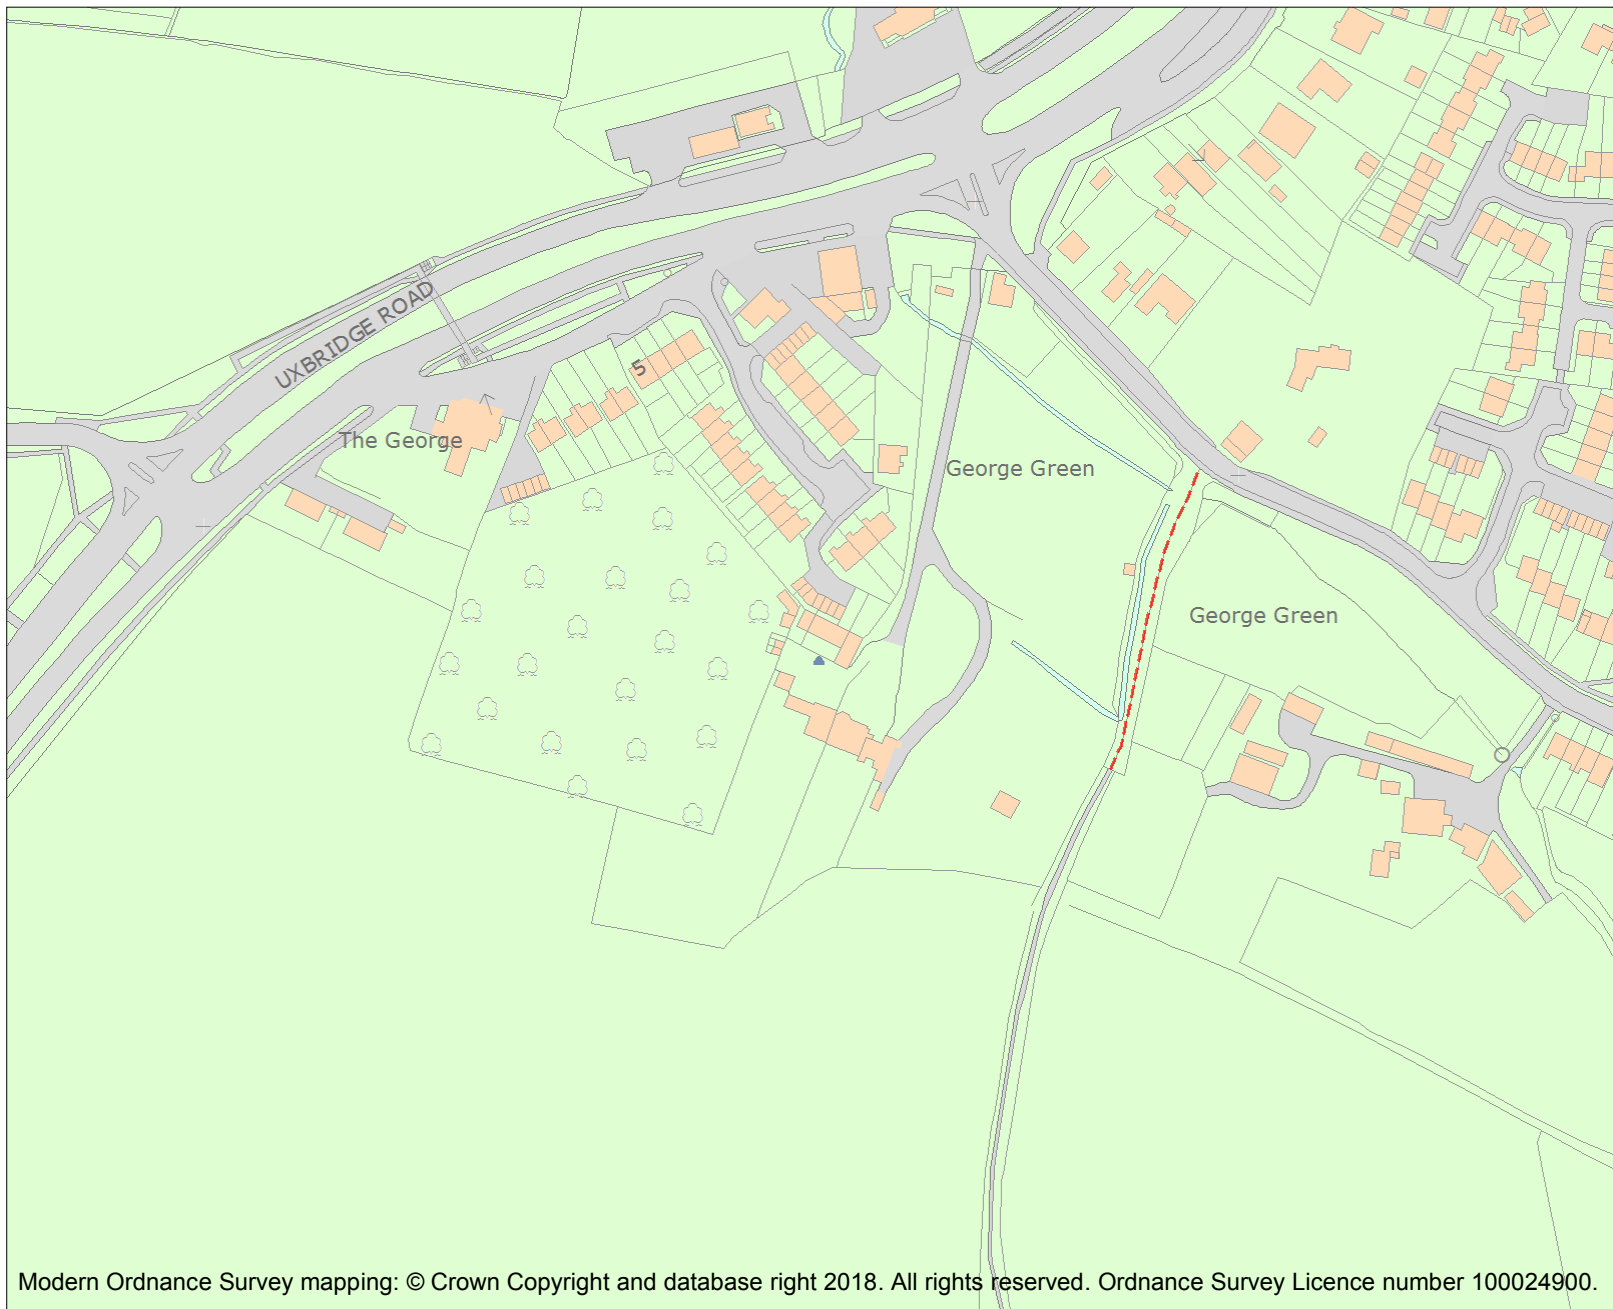 UXBRIDGE ROAD
5
The George
George Green
George Green
Modern Ordnance Survey mapping: © Crown Copyright and database right 2018. All rights reserved. Ordnance Survey Licence number 100024900.